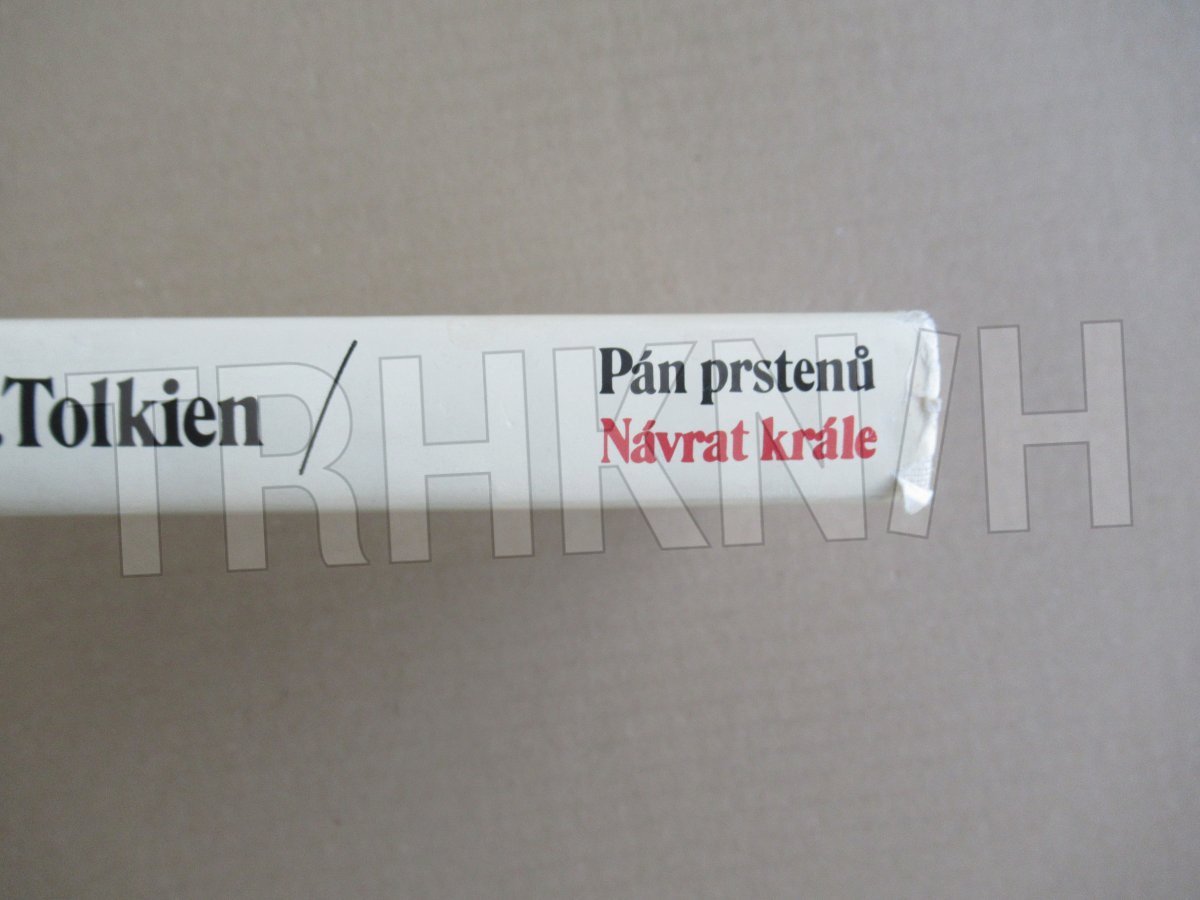 .Tolkien /
Pán prstenů
Návrat krále
TRHKNIH